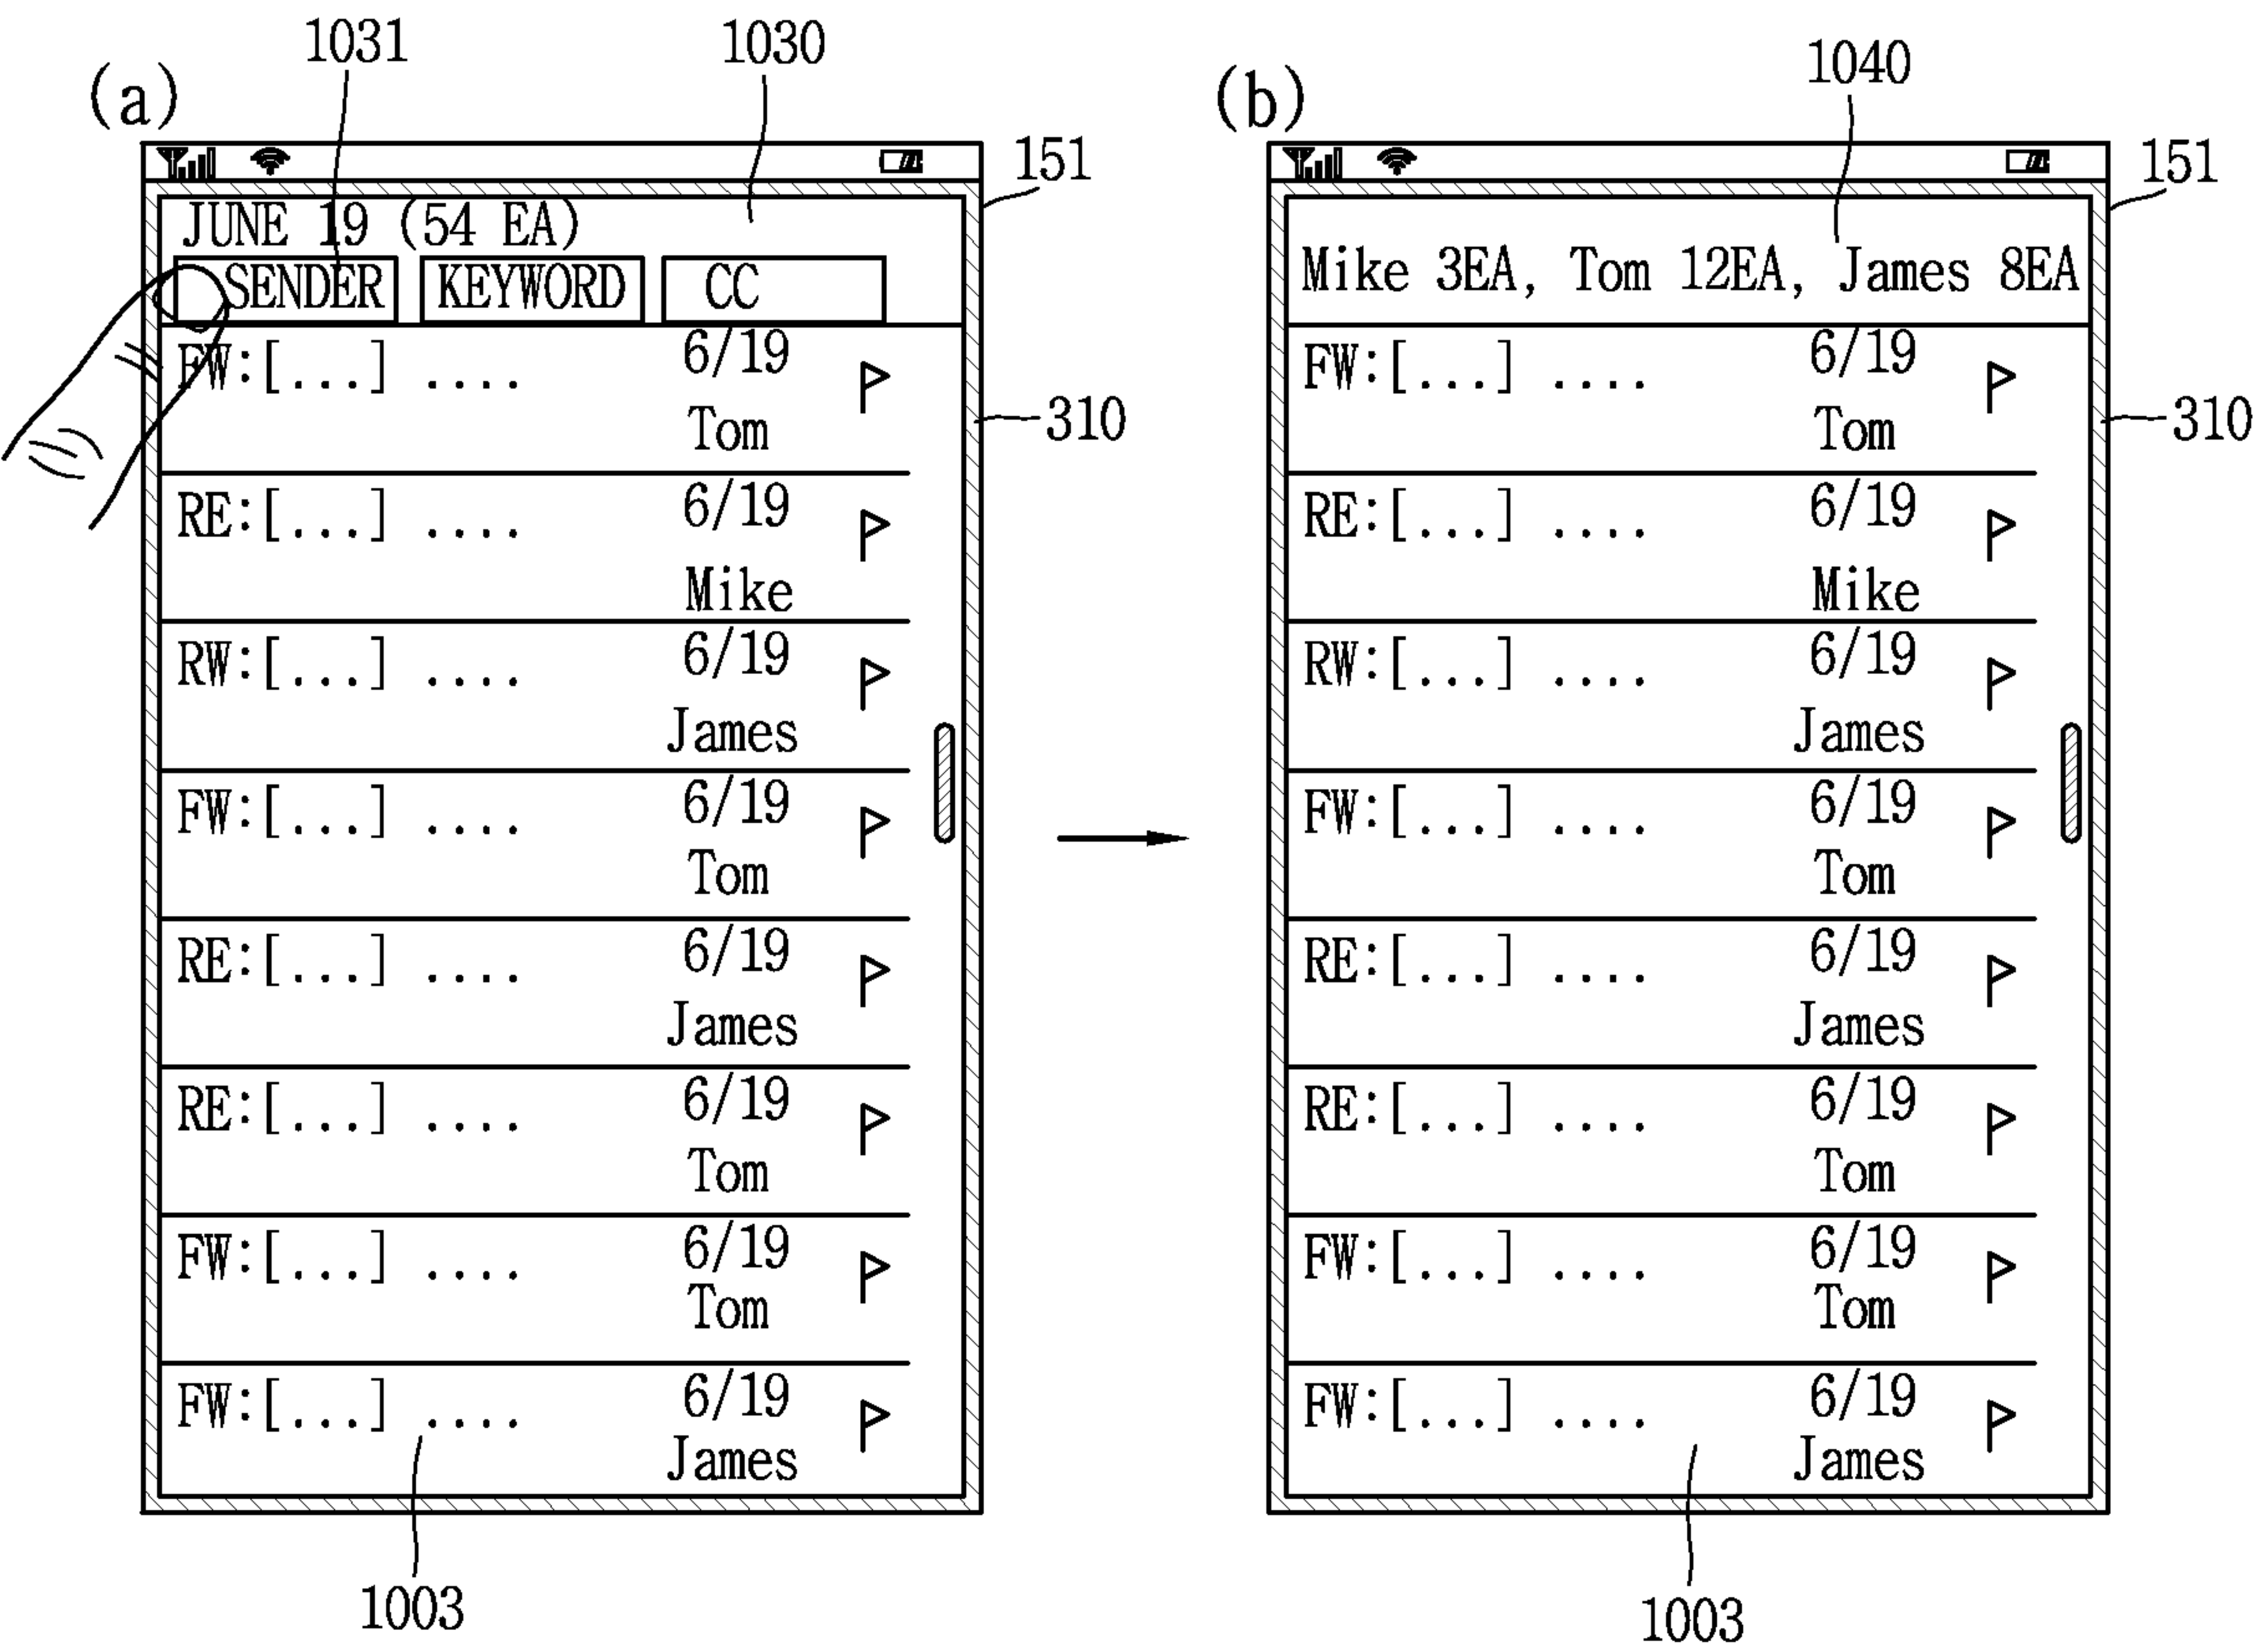 (a)
1031
1030
151
JUNE 19 (54 EA)
SENDER KEYWORD CC
FW:[...] .... 6/19
Tom
310
RE:[...] .... 6/19
Mike
RW:[...] .... 6/19
James
FW:[...] .... 6/19
Tom
RE:[...] .... 6/19
James
RE:[...] .... 6/19
Tom
FW:[...] .... 6/19
Tom
FW:[...] .... 6/19
James
1003
(b)
1040
151
Mike 3EA, Tom 12EA, James 8EA
FW:[...] .... 6/19
Tom
310
RE:[...] .... 6/19
Mike
RW:[...] .... 6/19
James
FW:[...] .... 6/19
Tom
RE:[...] .... 6/19
James
RE:[...] .... 6/19
Tom
FW:[...] .... 6/19
Tom
FW:[...] .... 6/19
James
1003